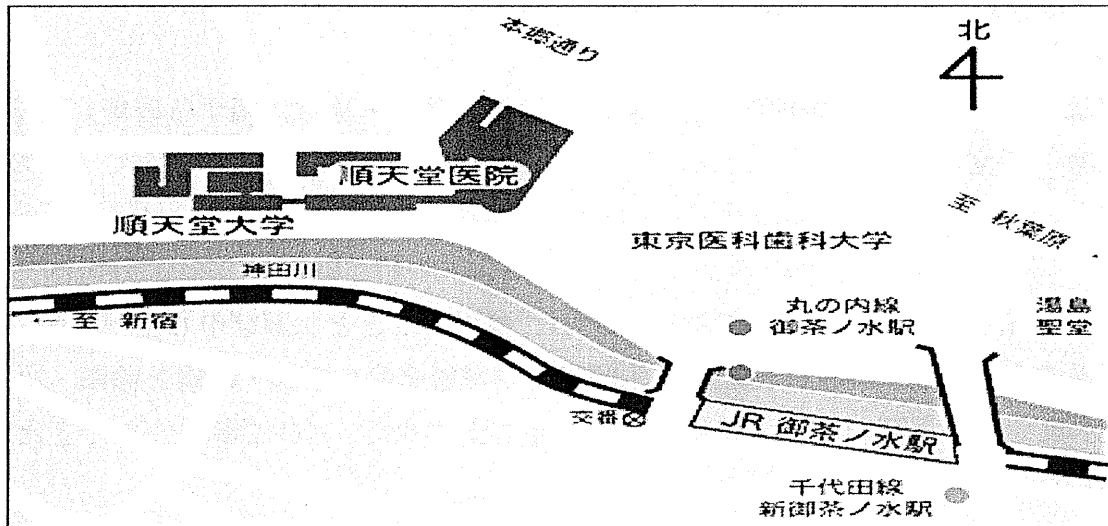 本郷通り
北
順天堂医院
順天堂大学
至 秋葉原
東京医科歯科大学
神田川
← 至 新宿
丸の内線
御茶ノ水駅
湯島
聖堂
交番
JR 御茶ノ水駅
千代田線
新御茶ノ水駅